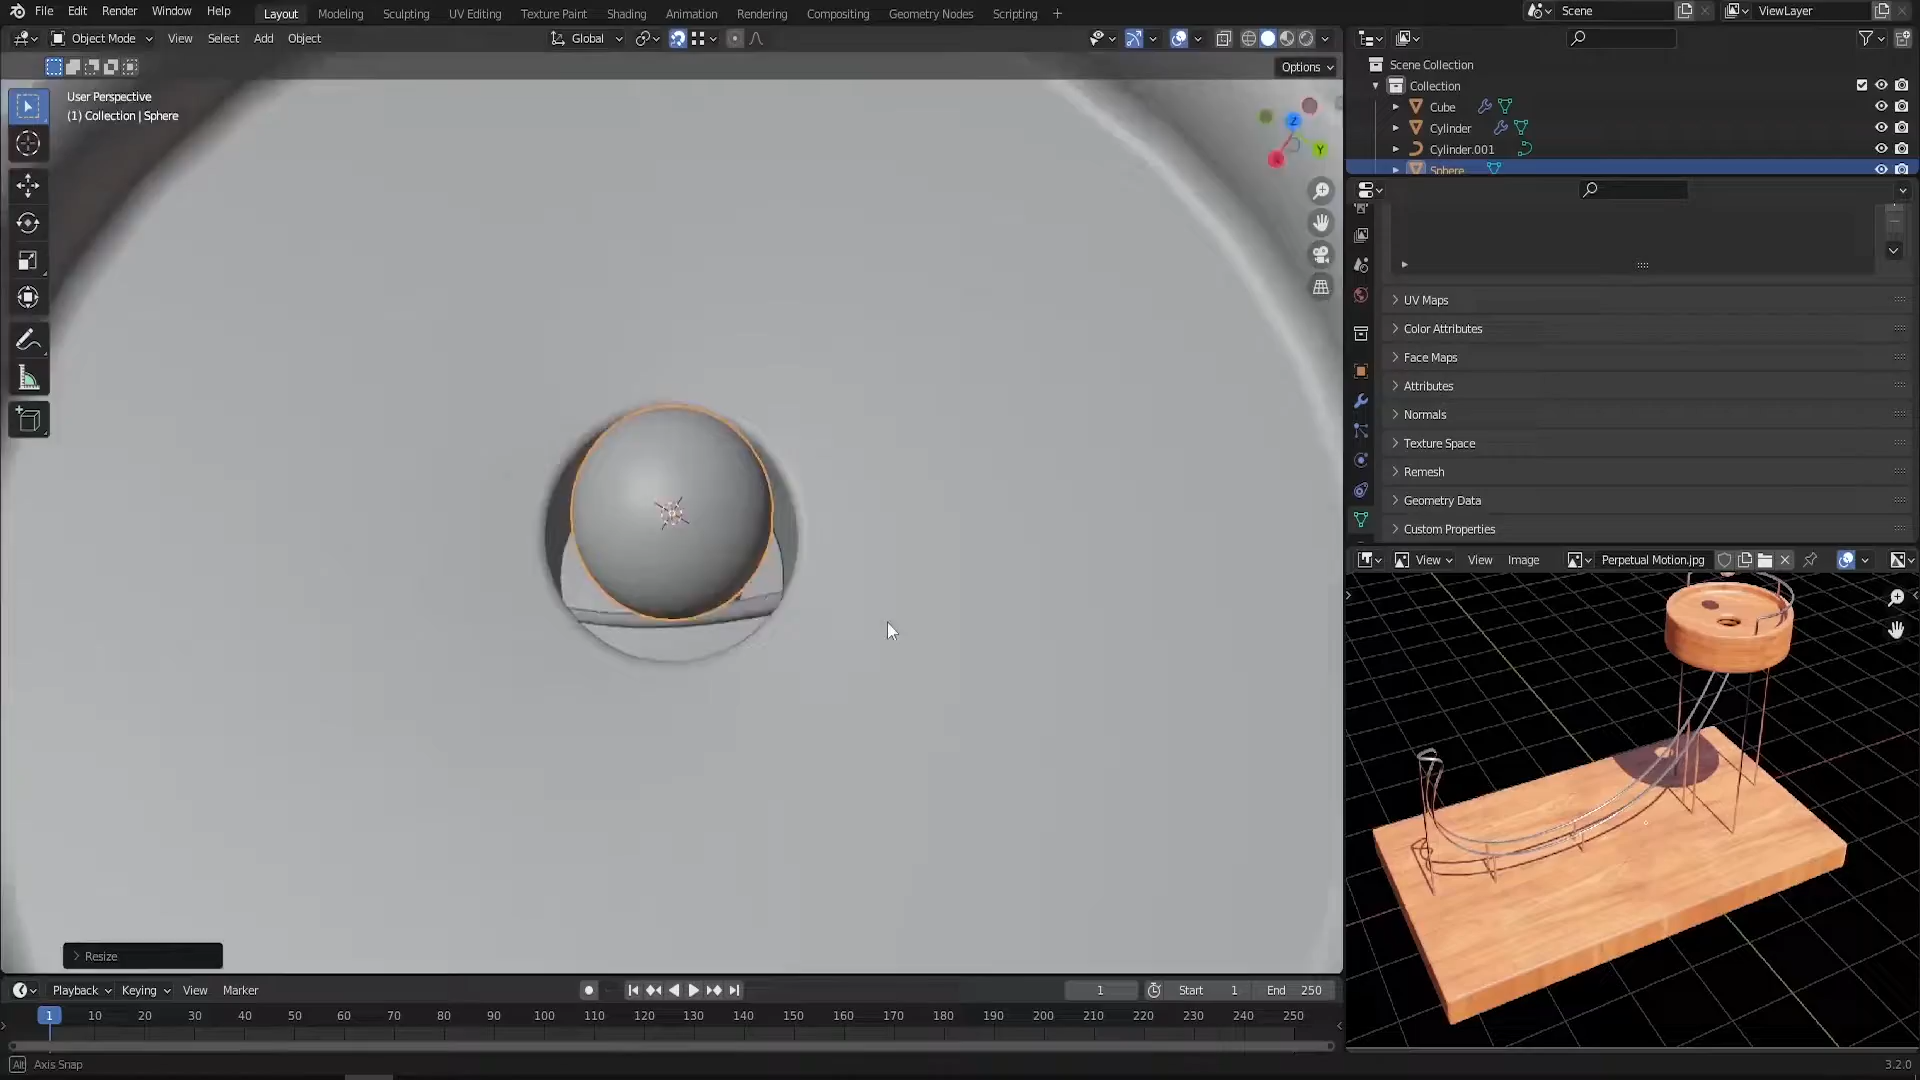 File Edit Render Window Help Layout Modeling Sculpting UV Editing Texture Paint Shading Animation Rendering Compositing Geometry Nodes Scripting + Scene ViewLayer
Object Mode View Select Add Object Global
Options
User Perspective
(1) Collection | Sphere
Z
Y
Scene Collection
Collection
Cube
Cylinder
Cylinder.001
Sphere
UV Maps
Color Attributes
Face Maps
Attributes
Normals
Texture Space
Remesh
Geometry Data
Custom Properties
View View Image Perpetual Motion.jpg
Resize
Playback Keying View Marker 1 Start 1 End 250
1 10 20 30 40 50 60 70 80 90 100 110 120 130 140 150 160 170 180 190 200 210 220 230 240 250
Alt Axis Snap 3.2.0